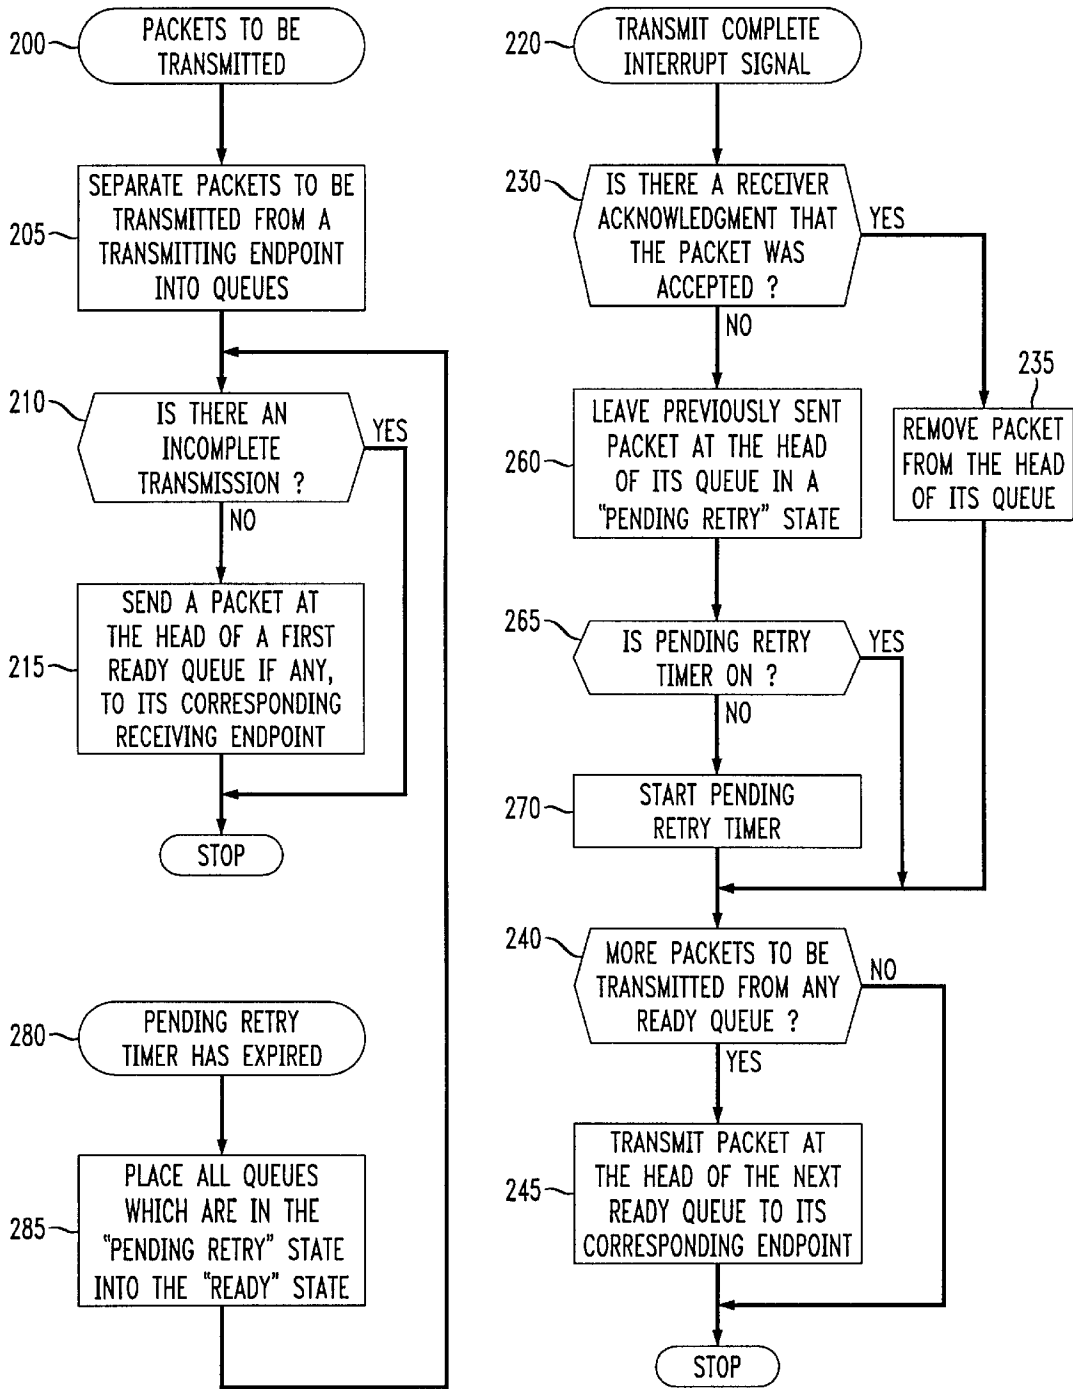 200
PACKETS TO BE
TRANSMITTED
205
SEPARATE PACKETS TO BE
TRANSMITTED FROM A
TRANSMITTING ENDPOINT
INTO QUEUES
210
IS THERE AN
INCOMPLETE
TRANSMISSION ?
YES
NO
215
SEND A PACKET AT
THE HEAD OF A FIRST
READY QUEUE IF ANY,
TO ITS CORRESPONDING
RECEIVING ENDPOINT
STOP
280
PENDING RETRY
TIMER HAS EXPIRED
285
PLACE ALL QUEUES
WHICH ARE IN THE
"PENDING RETRY" STATE
INTO THE "READY" STATE
220
TRANSMIT COMPLETE
INTERRUPT SIGNAL
230
IS THERE A RECEIVER
ACKNOWLEDGMENT THAT
THE PACKET WAS
ACCEPTED ?
YES
NO
235
REMOVE PACKET
FROM THE HEAD
OF ITS QUEUE
260
LEAVE PREVIOUSLY SENT
PACKET AT THE HEAD
OF ITS QUEUE IN A
"PENDING RETRY" STATE
265
IS PENDING RETRY
TIMER ON ?
YES
NO
270
START PENDING
RETRY TIMER
240
MORE PACKETS TO BE
TRANSMITTED FROM ANY
READY QUEUE ?
NO
YES
245
TRANSMIT PACKET AT
THE HEAD OF THE NEXT
READY QUEUE TO ITS
CORRESPONDING ENDPOINT
STOP